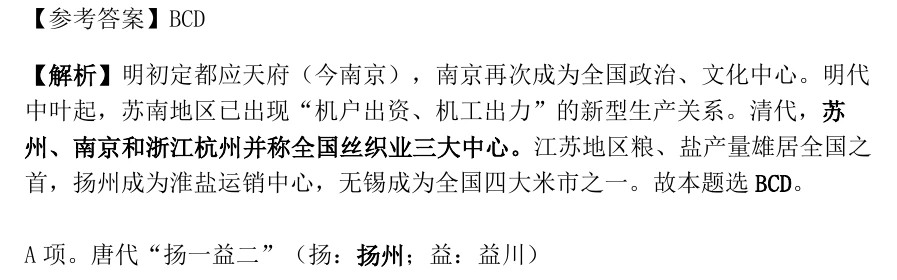 【参考答案】BCD
【解析】明初定都应天府（今南京），南京再次成为全国政治、文化中心。明代
中叶起，苏南地区已出现“机户出资、机工出力”的新型生产关系。清代，苏
州、南京和浙江杭州并称全国丝织业三大中心。江苏地区粮、盐产量雄居全国之
首，扬州成为淮盐运销中心，无锡成为全国四大米市之一。故本题选 BCD。
A 项。唐代“扬一益二”（扬：扬州；益：益川）